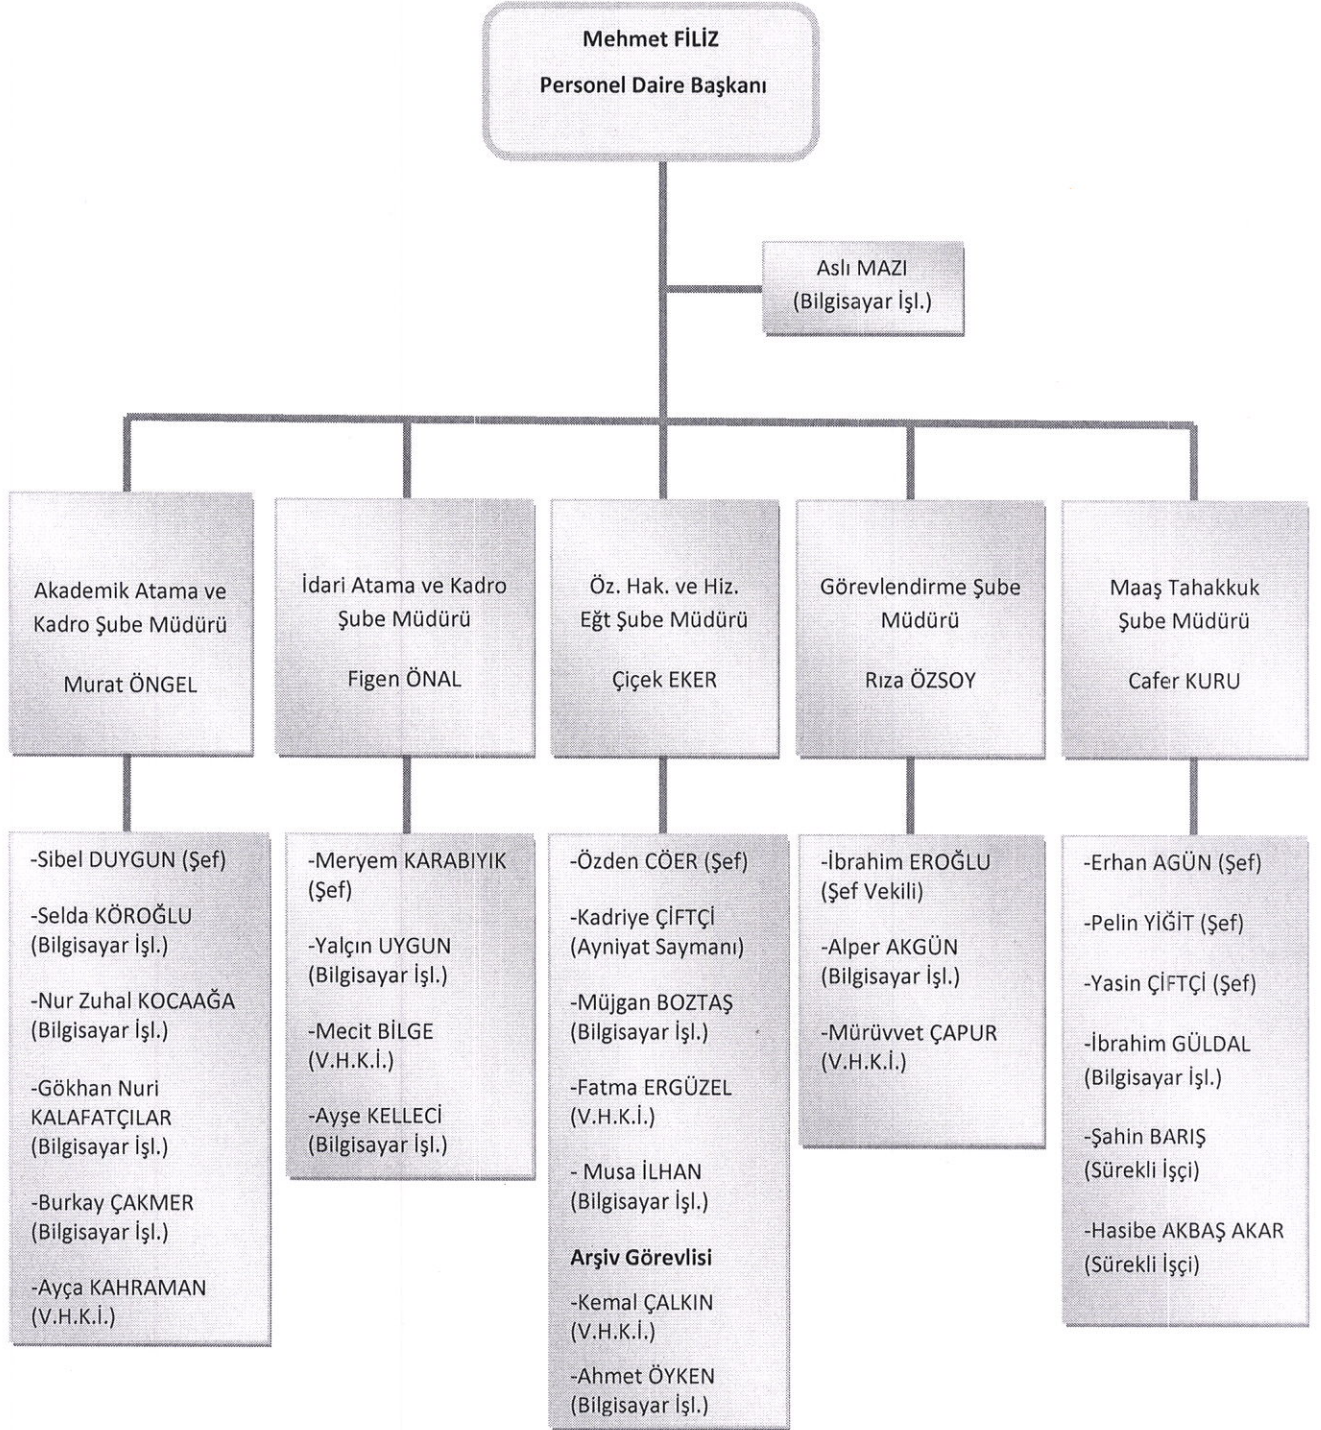 Mehmet FİLİZ
Personel Daire Başkanı
Aslı MAZI
(Bilgisayar İşl.)
Akademik Atama ve
Kadro Şube Müdürü
Murat ÖNGEL
İdari Atama ve Kadro
Şube Müdürü
Figen ÖNAL
Öz. Hak. ve Hiz.
Eğt Şube Müdürü
Çiçek EKER
Görevlendirme Şube
Müdürü
Rıza ÖZSOY
Maaş Tahakkuk
Şube Müdürü
Cafer KURU
-Sibel DUYGUN (Şef)
-Selda KÖROĞLU
(Bilgisayar İşl.)
-Nur Zuhal KOCAAĞA
(Bilgisayar İşl.)
-Gökhan Nuri
KALAFATÇILAR
(Bilgisayar İşl.)
-Burkay ÇAKMER
(Bilgisayar İşl.)
-Ayça KAHRAMAN
(V.H.K.İ.)
-Meryem KARABIYIK
(Şef)
-Yalçın UYGUN
(Bilgisayar İşl.)
-Mecit BİLGE
(V.H.K.İ.)
-Ayşe KELLECİ
(Bilgisayar İşl.)
-Özden CÖER (Şef)
-Kadriye ÇİFTÇİ
(Ayniyat Saymanı)
-Müjgan BOZTAŞ
(Bilgisayar İşl.)
-Fatma ERGÜZEL
(V.H.K.İ.)
- Musa İLHAN
(Bilgisayar İşl.)
Arşiv Görevlisi
-Kemal ÇALKIN
(V.H.K.İ.)
-Ahmet ÖYKEN
(Bilgisayar İşl.)
-İbrahim EROĞLU
(Şef Vekili)
-Alper AKGÜN
(Bilgisayar İşl.)
-Mürüvvet ÇAPUR
(V.H.K.İ.)
-Erhan AGÜN (Şef)
-Pelin YİĞİT (Şef)
-Yasin ÇİFTÇİ (Şef)
-İbrahim GÜLDAL
(Bilgisayar İşl.)
-Şahin BARIŞ
(Sürekli İşçi)
-Hasibe AKBAŞ AKAR
(Sürekli İşçi)